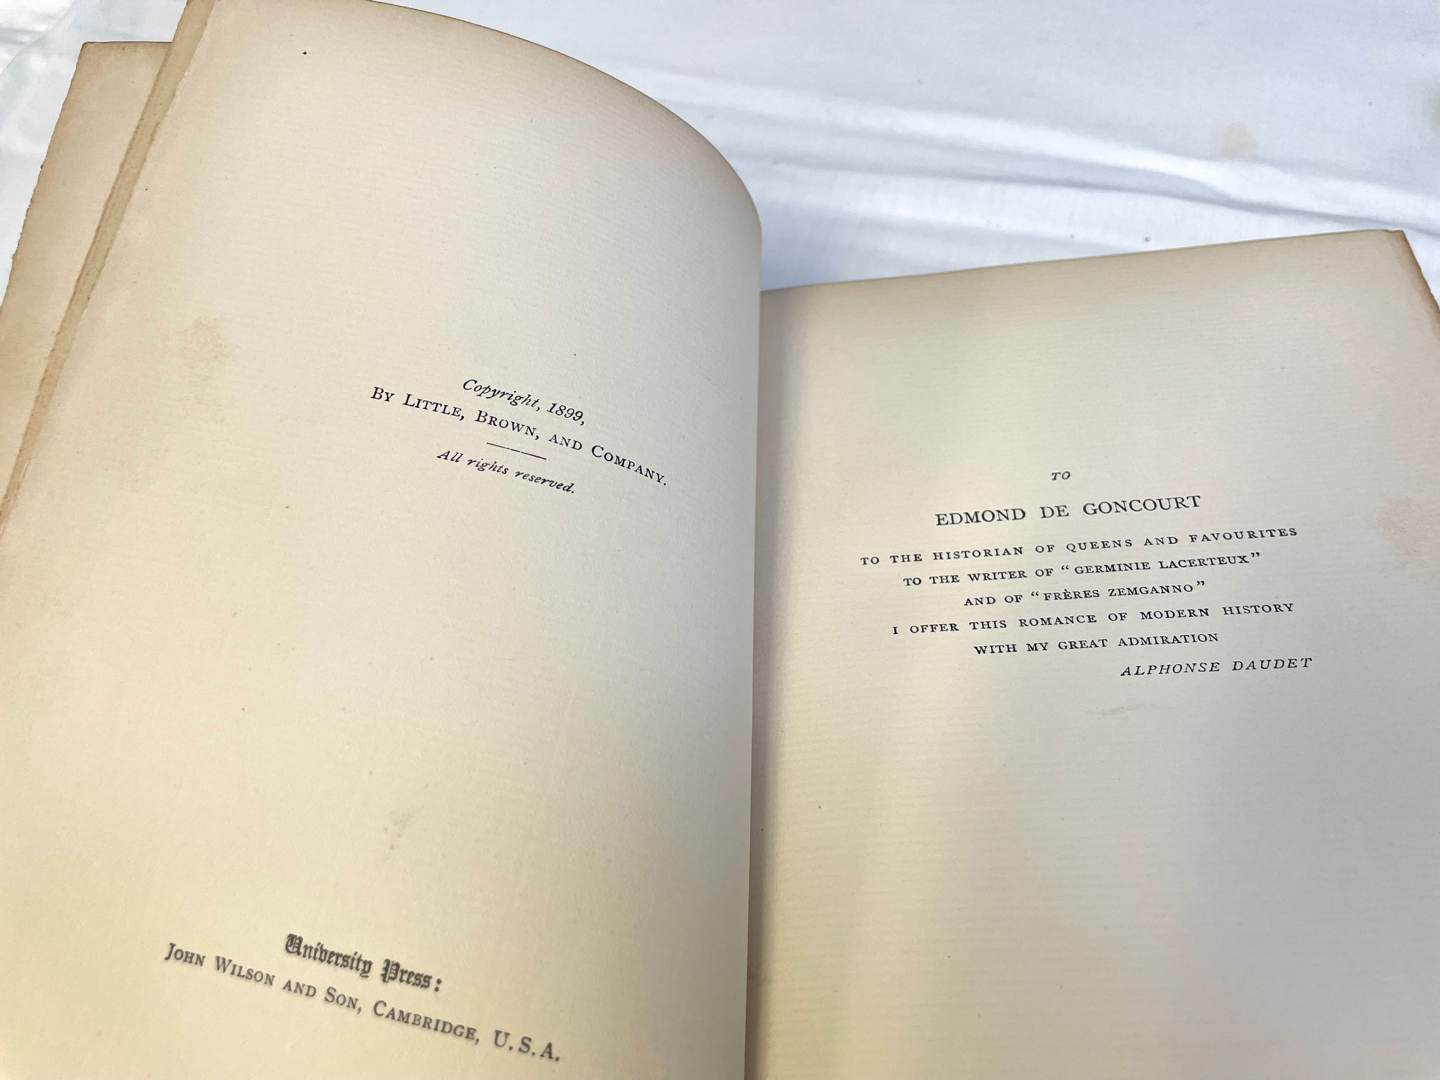 Copyright, 1899,
BY LITTLE, BROWN, AND COMPANY.
All rights reserved.
University Press:
JOHN WILSON AND SON, CAMBRIDGE, U.S.A.
TO
EDMOND DE GONCOURT
TO THE HISTORIAN OF QUEENS AND FAVOURITES
TO THE WRITER OF “GERMINIE LACERTEUX”
AND OF “FRÈRES ZEMGANNO”
I OFFER THIS ROMANCE OF MODERN HISTORY
WITH MY GREAT ADMIRATION
ALPHONSE DAUDET